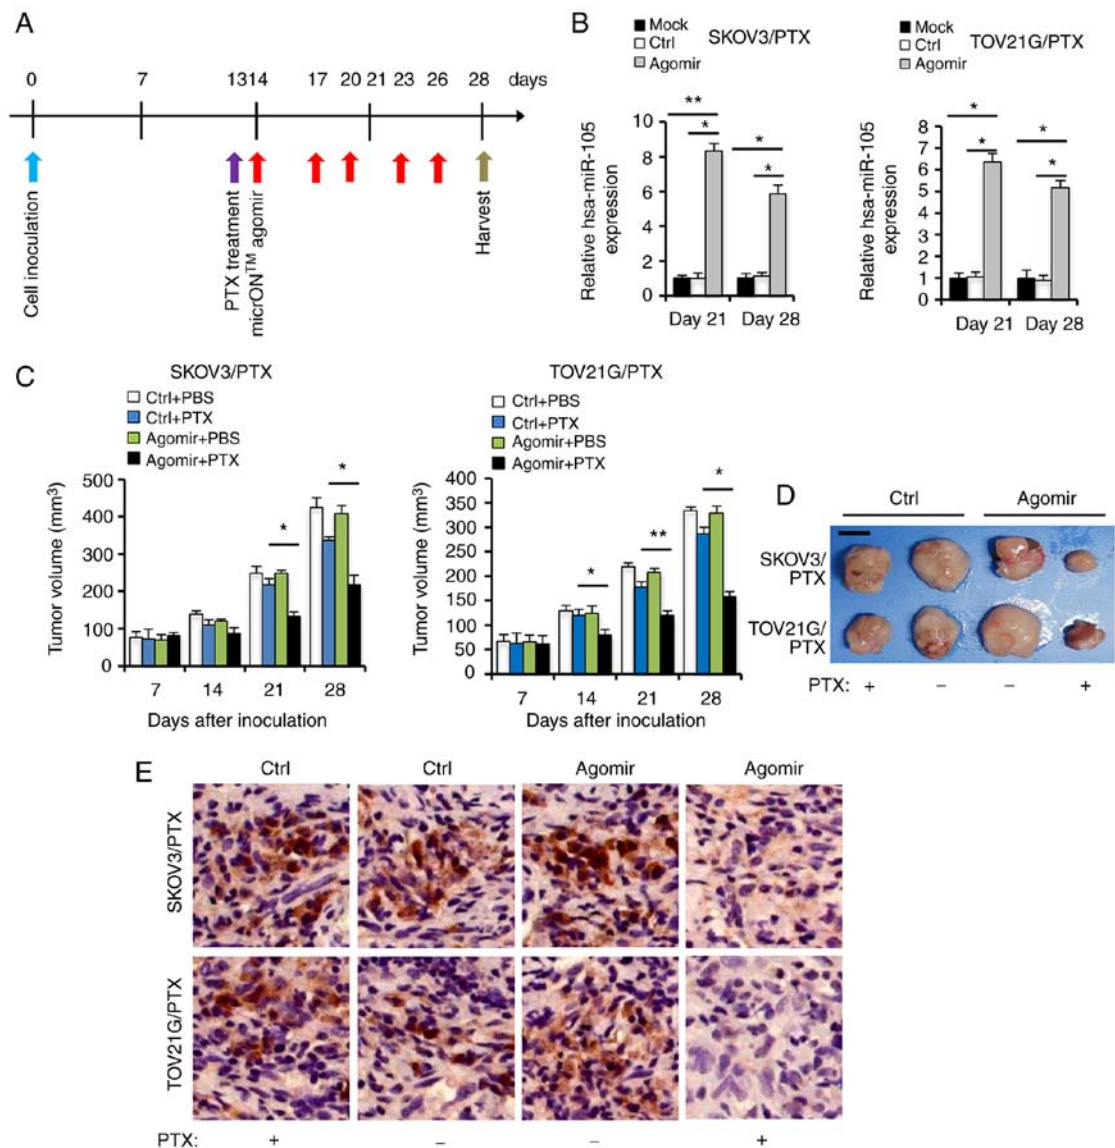 A
0 7 13 14 17 20 21 23 26 28 days
Cell inoculation
PTX treatment
micrON™ agomir
Harvest
B
Mock
Ctrl
Agomir
SKOV3/PTX
Relative hsa-miR-105
expression
10
8
6
4
2
1
0
** * * *
Day 21 Day 28
Mock
Ctrl
Agomir
TOV21G/PTX
Relative hsa-miR-105
expression
8
7
6
5
4
3
2
1
0
* * * *
Day 21 Day 28
C
SKOV3/PTX
Ctrl+PBS
Ctrl+PTX
Agomir+PBS
Agomir+PTX
Tumor volume (mm³)
500
400
300
200
100
0
* *
7 14 21 28
Days after inoculation
TOV21G/PTX
Ctrl+PBS
Ctrl+PTX
Agomir+PBS
Agomir+PTX
Tumor volume (mm³)
400
350
300
250
200
150
100
50
0
* ** *
7 14 21 28
Days after inoculation
D
Ctrl Agomir
SKOV3/
PTX
TOV21G/
PTX
PTX: + − − +
E
Ctrl Ctrl Agomir Agomir
SKOV3/PTX
TOV21G/PTX
PTX: + − − +